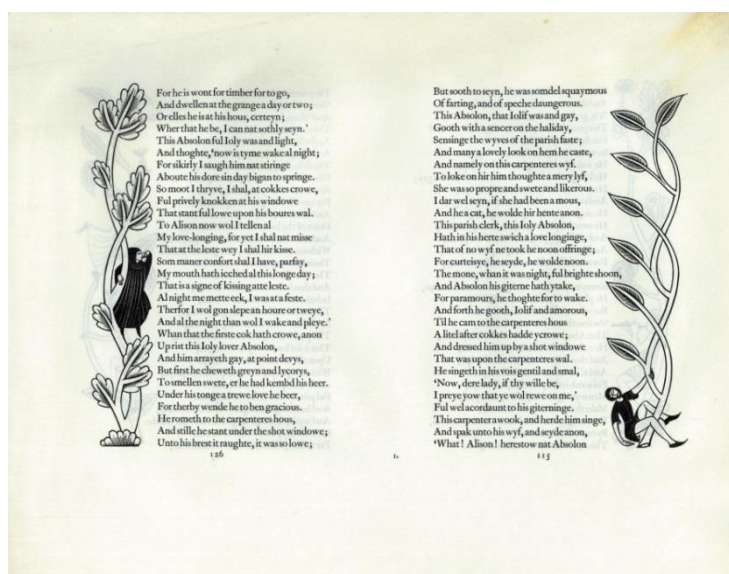 For he is wont for timber for to go,
And dwellen at the grange a day or two;
Or elles he is at his hous, certeyn;
Wher that he be, I can nat sothly seyn.'
This Absolon ful Ioly was and light,
And thoghte, 'now is tyme wake al night;
For sikirly I saugh him nat stiringe
Aboute his dore sin day bigan to springe.
So moot I thryve, I shal, at cokkes crowe,
Ful prively knokken at his windowe
That stant ful lowe upon his boures wal.
To Alison now wol I tellen al
My love-longing, for yet I shal nat misse
That at the leste wey I shal hir kisse.
Som maner confort shal I have, parfay,
My mouth hath icched al this longe day;
That is a signe of kissing atte leste.
Al night me mette eek, I was at a feste.
Therfor I wol gon slepe an houre or tweye,
And al the night than wol I wake and pleye.'
Whan that the firste cok hath crowe, anon
Up rist this Ioly lover Absolon,
And him arrayeth gay, at point devys,
But first he cheweth greyn and lycorys,
To smellen swete, er he had kembd his heer.
Under his tonge a trewe love he beer,
For therby wende he to ben gracious.
He rometh to the carpenteres hous,
And stille he stant under the shot windowe;
Unto his brest it raughte, it was so lowe;
126
But sooth to seyn, he was somdel squaymous
Of farting, and of speche daungerous.
This Absolon, that Iolif was and gay,
Gooth with a sencer on the haliday,
Sensinge the wyves of the parish faste;
And many a lovely look on hem he caste,
And namely on this carpenteres wyf.
To loke on hir him thoughte a mery lyf,
She was so propre and swete and likerous.
I dar wel seyn, if she had been a mous,
And he a cat, he wolde hir hente anon.
This parish clerk, this Ioly Absolon,
Hath in his herte swich a love longinge,
That of no wyf ne took he noon offringe;
For curteisye, he seyde, he wolde noon.
The mone, whan it was night, ful brighte shoon,
And Absolon his giterne hath ytake,
For paramours, he thoghte for to wake.
And forth he gooth, Iolif and amorous,
Til he cam to the carpenteres hous
A litel after cokkes hadde ycrowe;
And dressed him up by a shot windowe
That was upon the carpenteres wal.
He singeth in his vois gentil and smal,
'Now, dere lady, if thy wille be,
I preye yow that ye wol rewe on me,'
Ful wel acordaunt to his giterninge.
This carpenter awook, and herde him singe,
And spak unto his wyf, and seyde anon,
'What! Alison! herestow nat Absolon
115